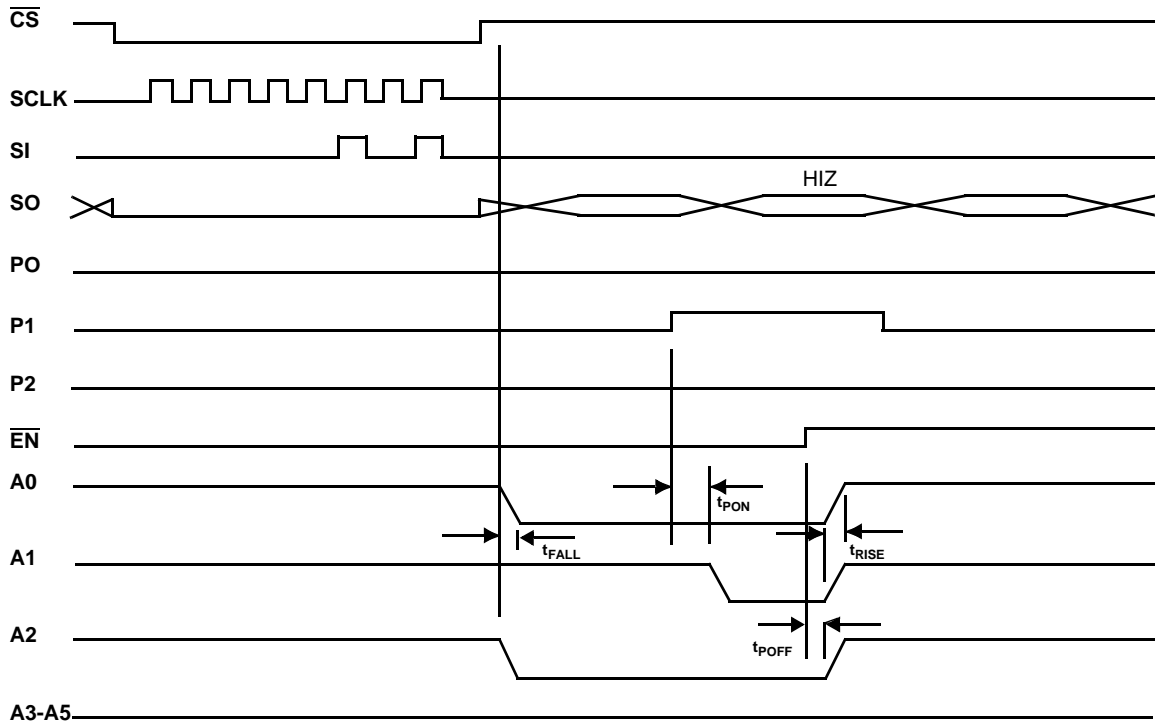 CS
SCLK
SI
HIZ
SO
PO
P1
P2
EN
A0
tPON
tFALL
tRISE
A1
A2
tPOFF
A3-A5